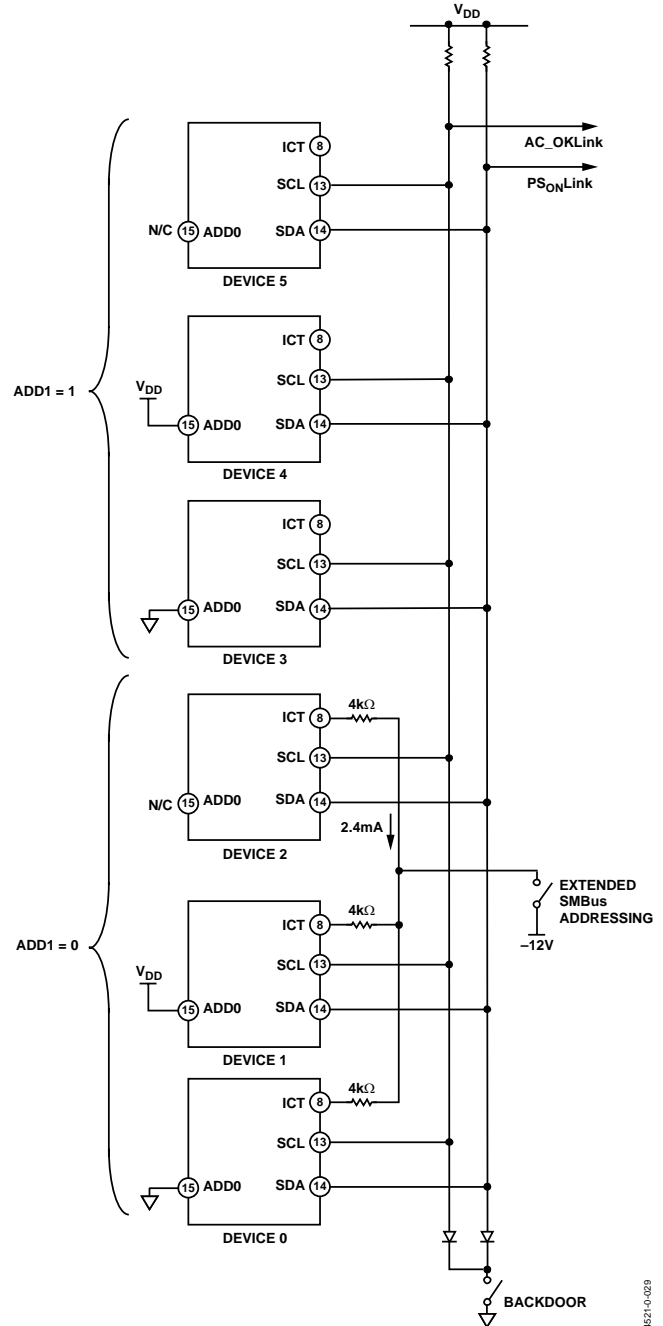 VDD
AC_OKLink
PSONLink
ADD1 = 1
ICT 8
SCL 13
N/C 15 ADD0 SDA 14
DEVICE 5
ICT 8
SCL 13
VDD
15 ADD0 SDA 14
DEVICE 4
ICT 8
SCL 13
15 ADD0 SDA 14
DEVICE 3
ADD1 = 0
4kΩ
ICT 8
SCL 13
N/C 15 ADD0 SDA 14
DEVICE 2
2.4mA
EXTENDED
SMBus
ADDRESSING
–12V
4kΩ
ICT 8
SCL 13
VDD
15 ADD0 SDA 14
DEVICE 1
4kΩ
ICT 8
SCL 13
15 ADD0 SDA 14
DEVICE 0
BACKDOOR